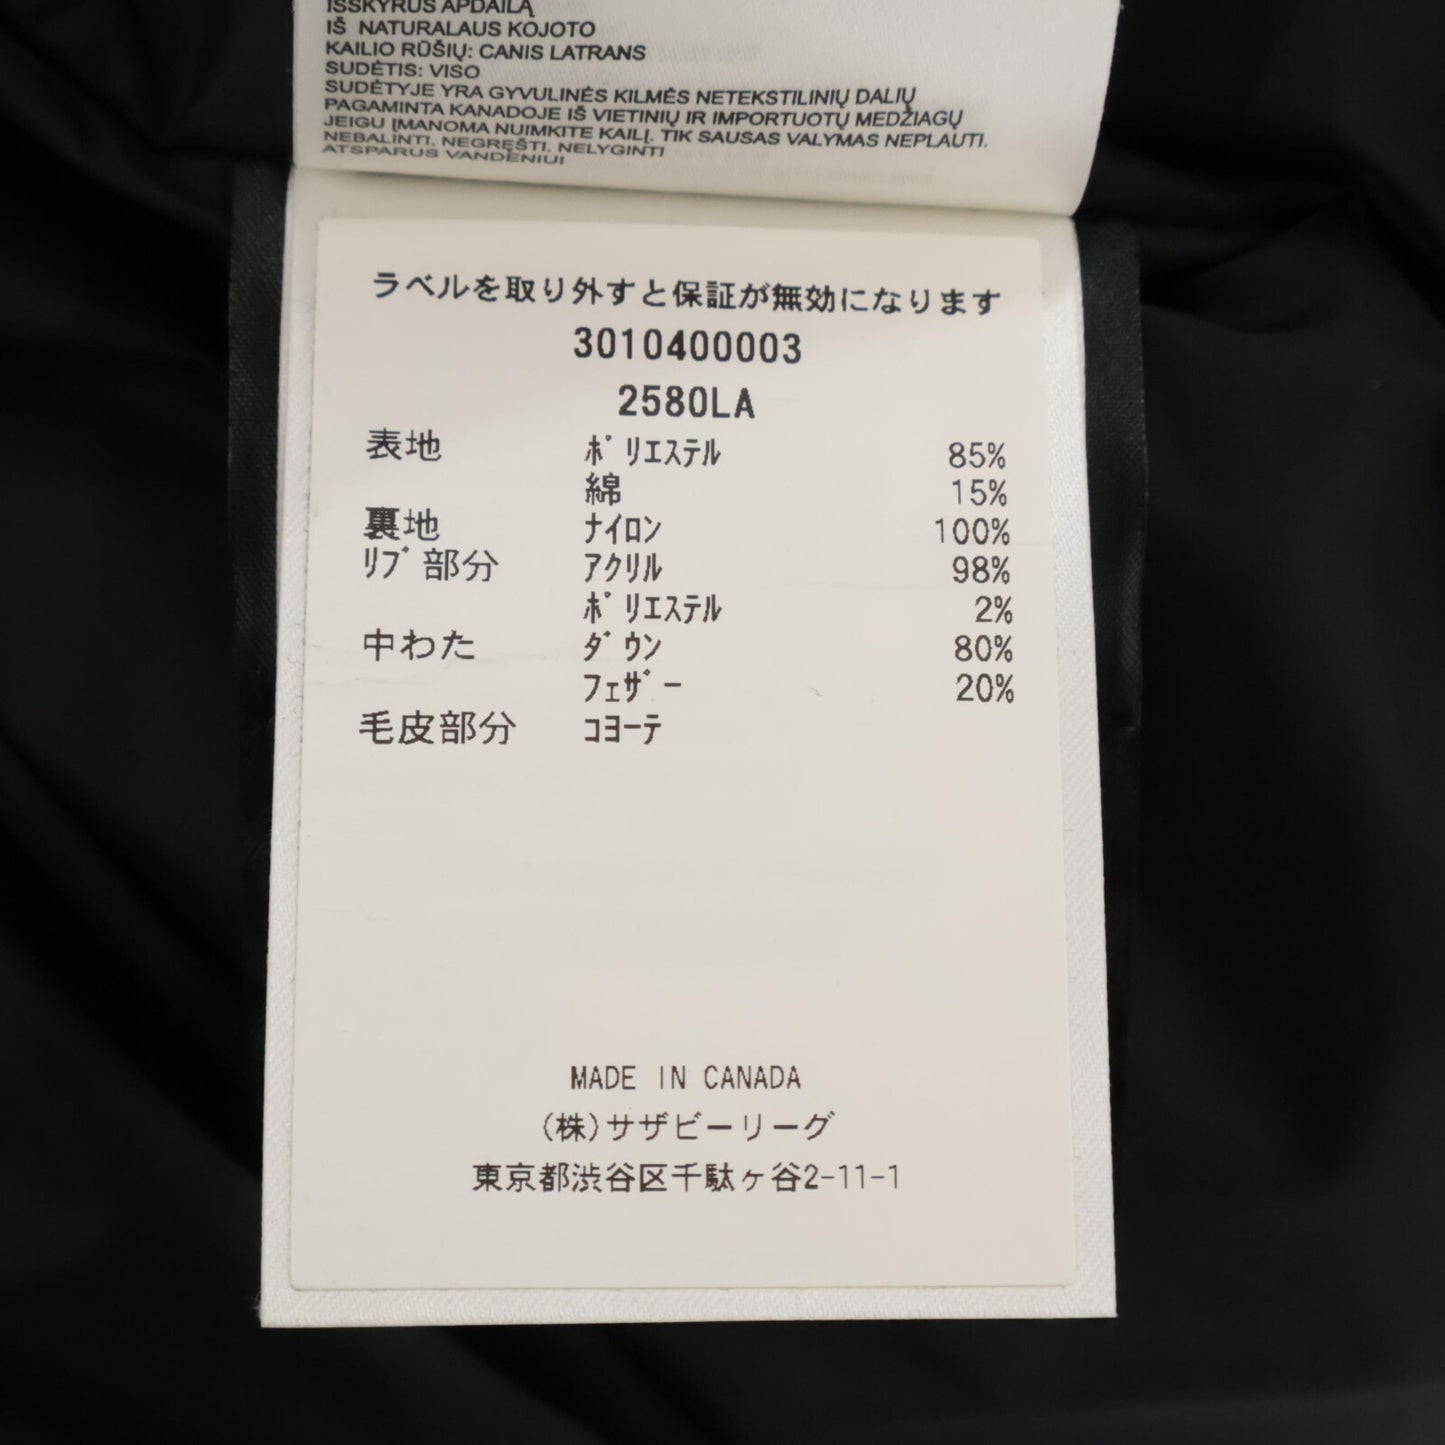 IŠSKYRUS APDAILĄ
IŠ NATURALAUS KOJOTO
KAILIO RŪŠIŲ: CANIS LATRANS
SUDĖTIS: VISO
SUDĖTYJE YRA GYVULINĖS KILMĖS NETEKSTILINIŲ DALIŲ
PAGAMINTA KANADOJE IŠ VIETINIŲ IR IMPORTUOTŲ MEDŽIAGŲ
JEIGU ĮMANOMA NUIMKITE KAILĮ. TIK SAUSAS VALYMAS NEPLAUTI.
NEBALINTI. NEGRĘŠTI. NELYGINTI
ATSPARUS VANDENIUI
ラベルを取り外すと保証が無効になります
3010400003
2580LA
表地 ポリエステル 85%
綿 15%
裏地 ナイロン 100%
リブ部分 アクリル 98%
ポリエステル 2%
中わた ダウン 80%
フェザー 20%
毛皮部分 コヨーテ
MADE IN CANADA
(株)サザビーリーグ
東京都渋谷区千駄ヶ谷2-11-1